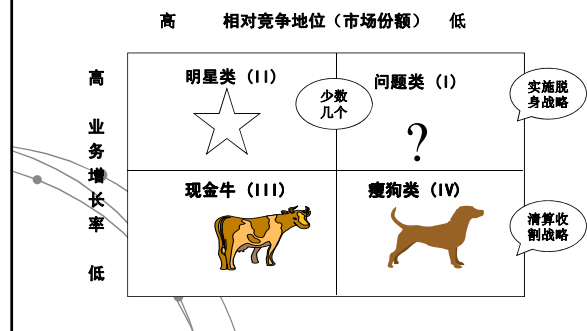 高 相对竞争地位（市场份额） 低
高
业
务
增
长
率
低
明星类（II）
问题类（I）
少数
几个
?
实施脱
身战略
现金牛（III）
瘦狗类（IV）
清算收
割战略